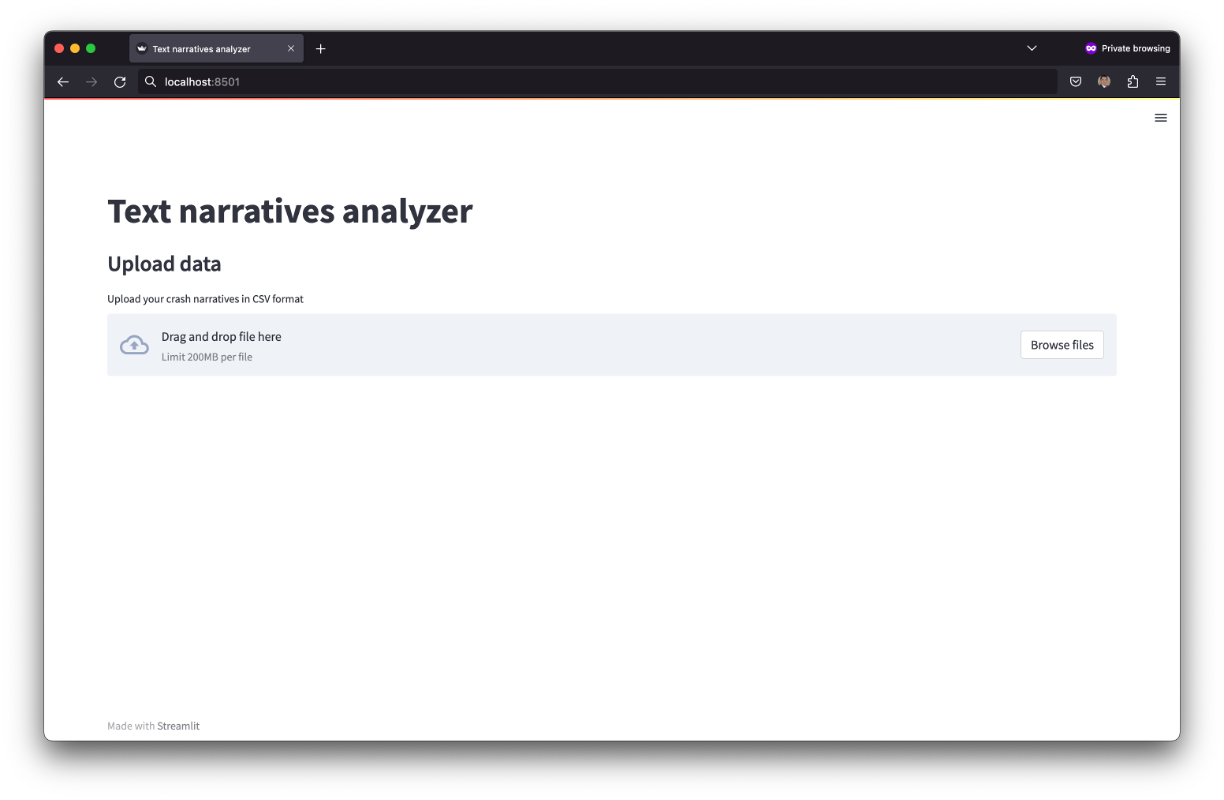 Text narratives analyzer
Private browsing
localhost:8501
Text narratives analyzer
Upload data
Upload your crash narratives in CSV format
Drag and drop file here
Limit 200MB per file
Browse files
Made with Streamlit